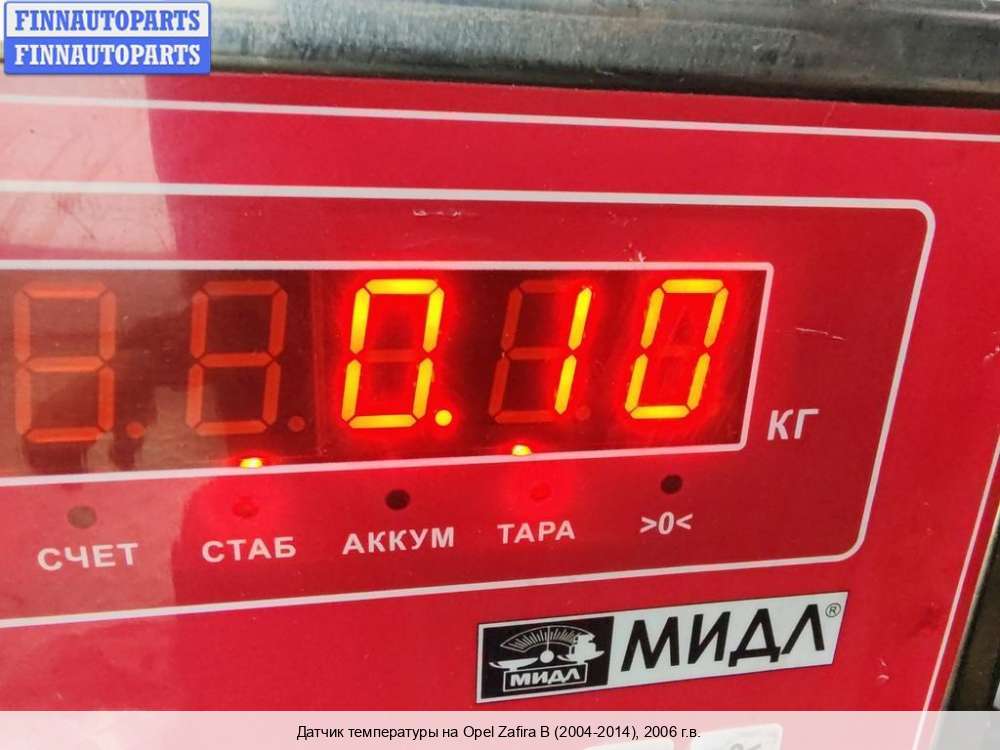 FINNAUTOPARTS
FINNAUTOPARTS
0.10
КГ
СЧЕТ СТАБ АККУМ ТАРА >0<
МИДЛ МИДЛ®
Датчик температуры на Opel Zafira B (2004-2014), 2006 г.в.